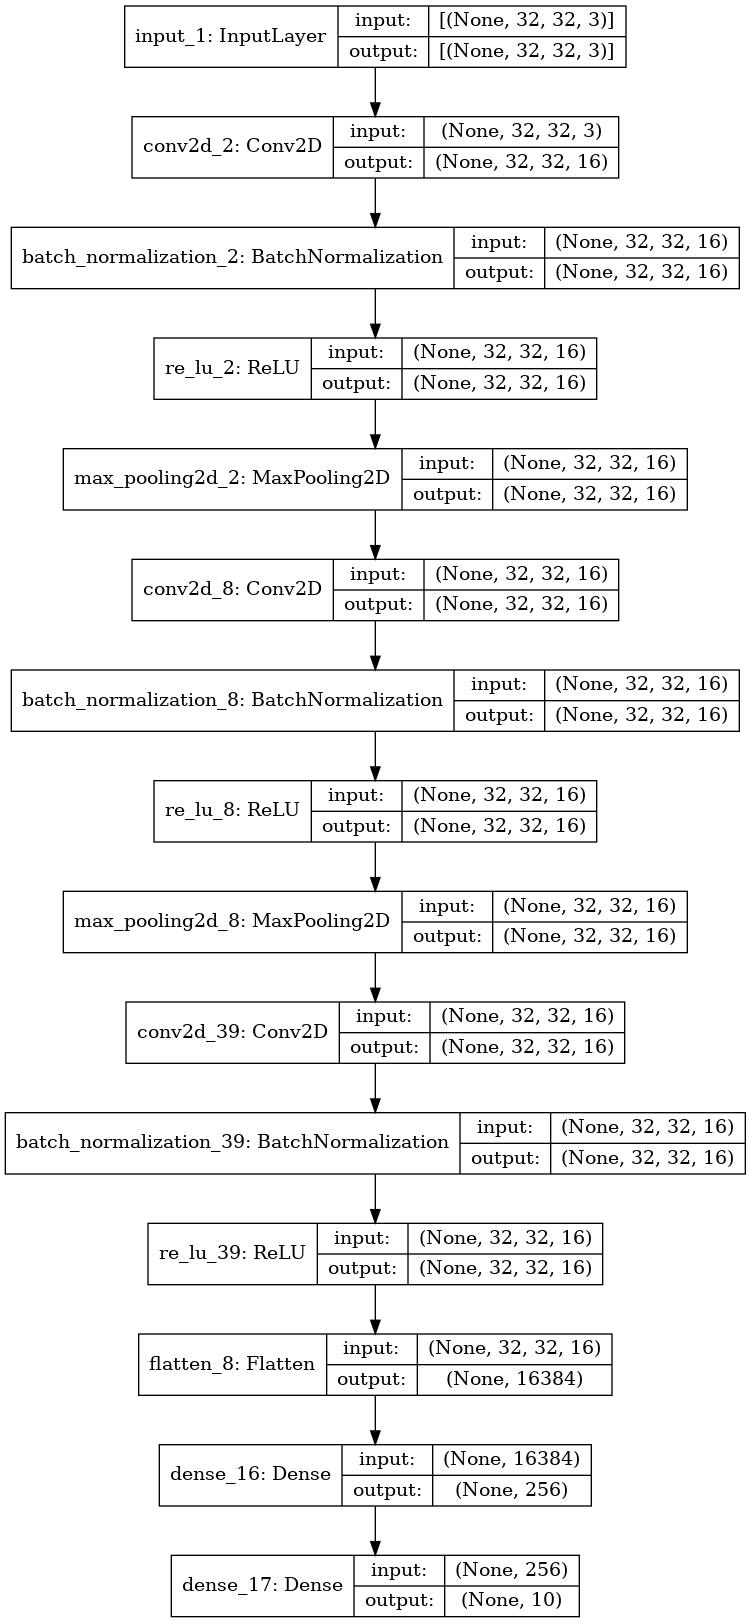 input_1: InputLayer
input:
[(None, 32, 32, 3)]
output:
[(None, 32, 32, 3)]
conv2d_2: Conv2D
input:
(None, 32, 32, 3)
output:
(None, 32, 32, 16)
batch_normalization_2: BatchNormalization
input:
(None, 32, 32, 16)
output:
(None, 32, 32, 16)
re_lu_2: ReLU
input:
(None, 32, 32, 16)
output:
(None, 32, 32, 16)
max_pooling2d_2: MaxPooling2D
input:
(None, 32, 32, 16)
output:
(None, 32, 32, 16)
conv2d_8: Conv2D
input:
(None, 32, 32, 16)
output:
(None, 32, 32, 16)
batch_normalization_8: BatchNormalization
input:
(None, 32, 32, 16)
output:
(None, 32, 32, 16)
re_lu_8: ReLU
input:
(None, 32, 32, 16)
output:
(None, 32, 32, 16)
max_pooling2d_8: MaxPooling2D
input:
(None, 32, 32, 16)
output:
(None, 32, 32, 16)
conv2d_39: Conv2D
input:
(None, 32, 32, 16)
output:
(None, 32, 32, 16)
batch_normalization_39: BatchNormalization
input:
(None, 32, 32, 16)
output:
(None, 32, 32, 16)
re_lu_39: ReLU
input:
(None, 32, 32, 16)
output:
(None, 32, 32, 16)
flatten_8: Flatten
input:
(None, 32, 32, 16)
output:
(None, 16384)
dense_16: Dense
input:
(None, 16384)
output:
(None, 256)
dense_17: Dense
input:
(None, 256)
output:
(None, 10)